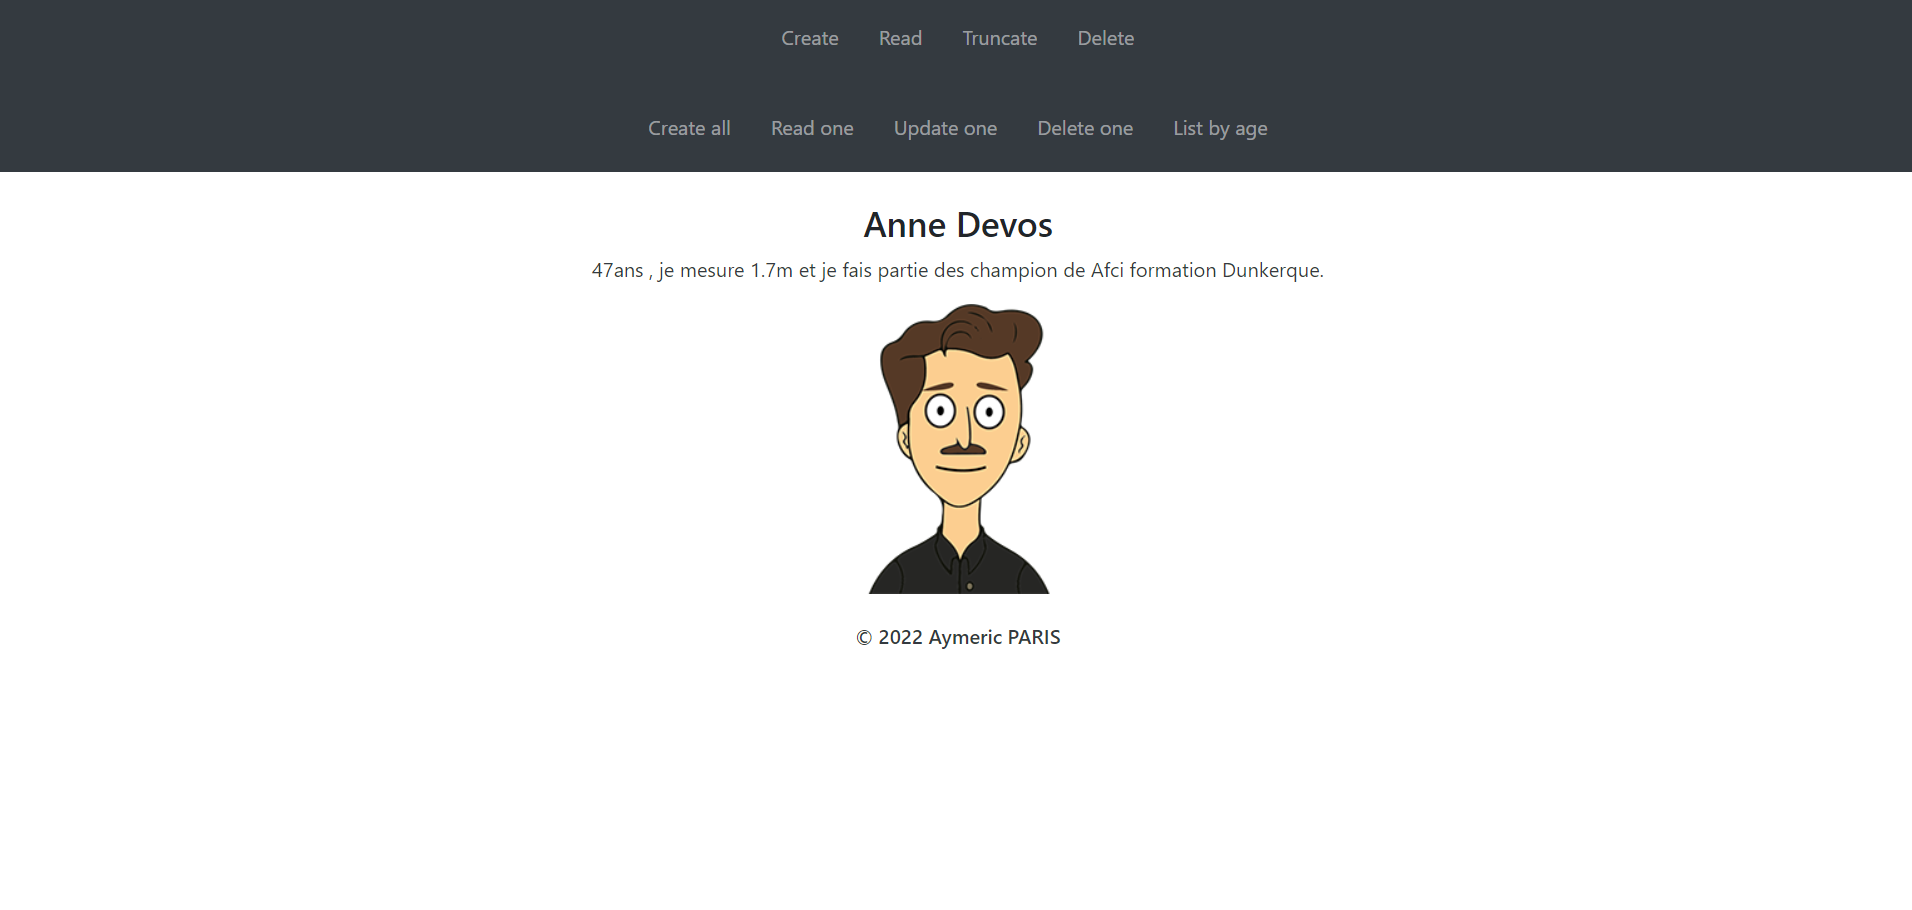 Create Read Truncate Delete
Create all Read one Update one Delete one List by age
Anne Devos
47ans , je mesure 1.7m et je fais partie des champion de Afci formation Dunkerque.
© 2022 Aymeric PARIS